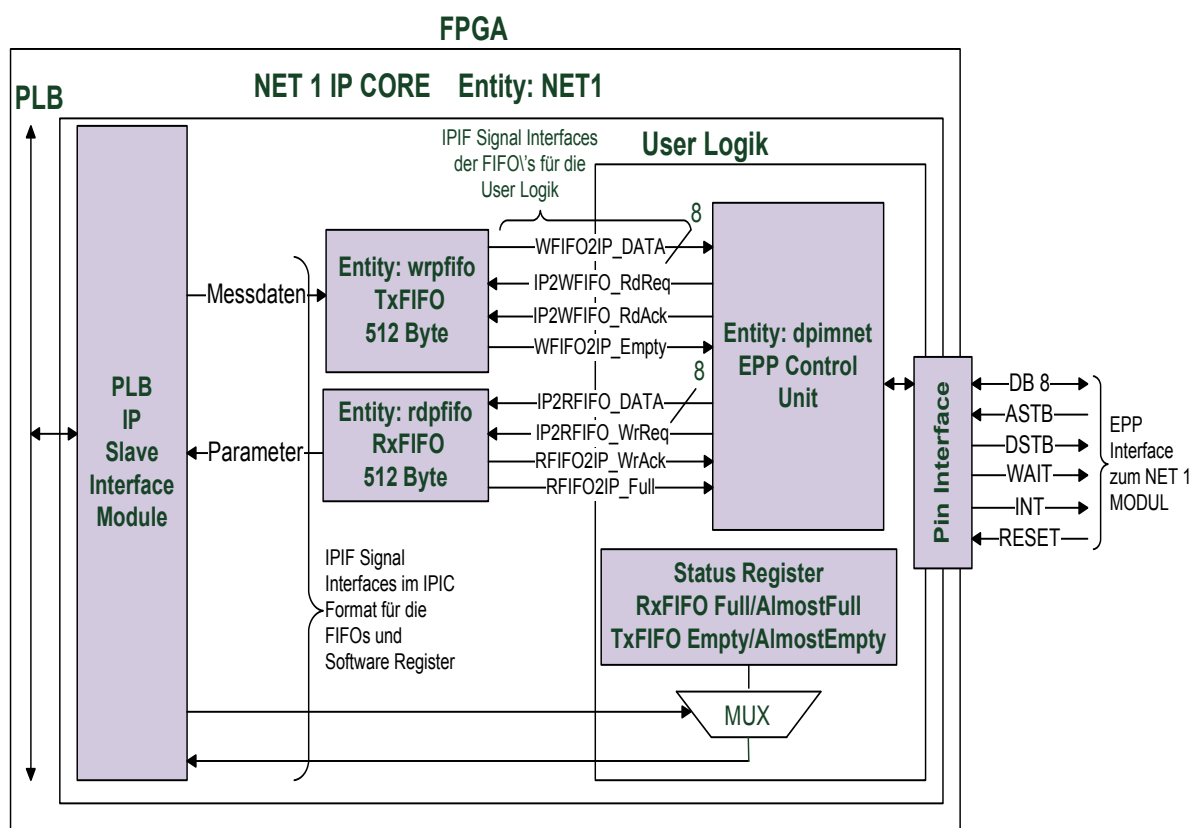 FPGA
NET 1 IP CORE Entity: NET1
PLB
IPIF Signal Interfaces
der FIFO\'s für die
User Logik
User Logik
8
WFIFO2IP_DATA
IP2WFIFO_RdReq
IP2WFIFO_RdAck
WFIFO2IP_Empty
Entity: wrpfifo
TxFIFO
512 Byte
Messdaten
8
IP2RFIFO_DATA
IP2RFIFO_WrReq
RFIFO2IP_WrAck
RFIFO2IP_Full
Entity: rdpfifo
RxFIFO
512 Byte
Parameter
PLB
IP
Slave
Interface
Module
Entity: dpimnet
EPP Control
Unit
Pin Interface
DB 8
ASTB
DSTB
WAIT
INT
RESET
EPP
Interface
zum NET 1
MODUL
IPIF Signal
Interfaces im IPIC
Format für die
FIFOs und
Software Register
Status Register
RxFIFO Full/AlmostFull
TxFIFO Empty/AlmostEmpty
MUX